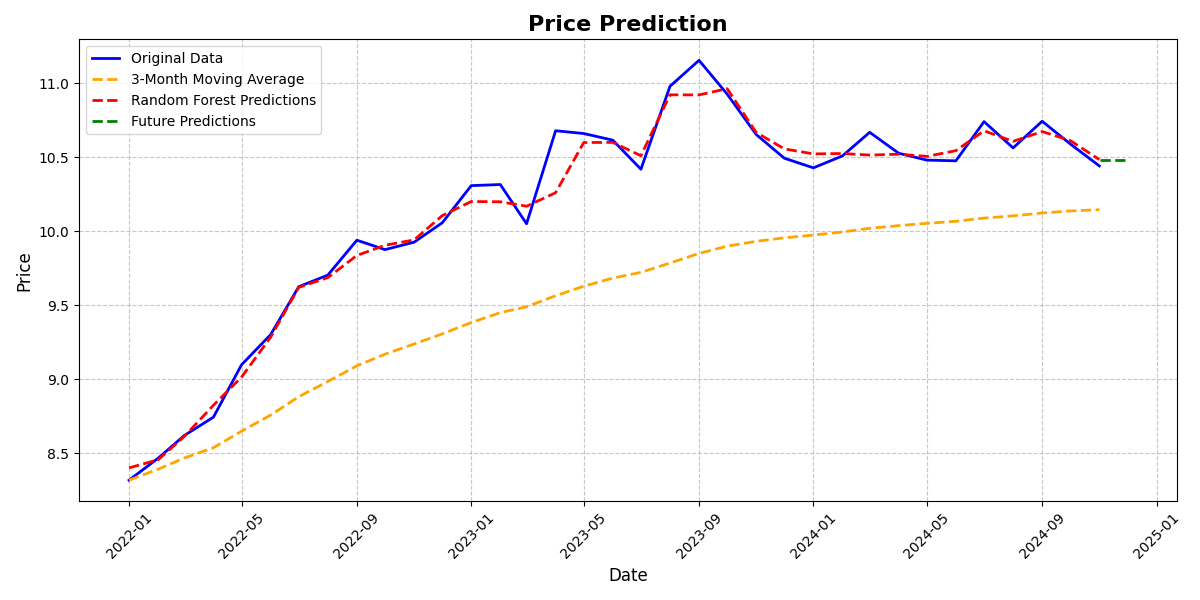 Price Prediction
Original Data
3-Month Moving Average
Random Forest Predictions
Future Predictions
Price
11.0
10.5
10.0
9.5
9.0
8.5
2022-01
2022-05
2022-09
2023-01
2023-05
2023-09
2024-01
2024-05
2024-09
2025-01
Date